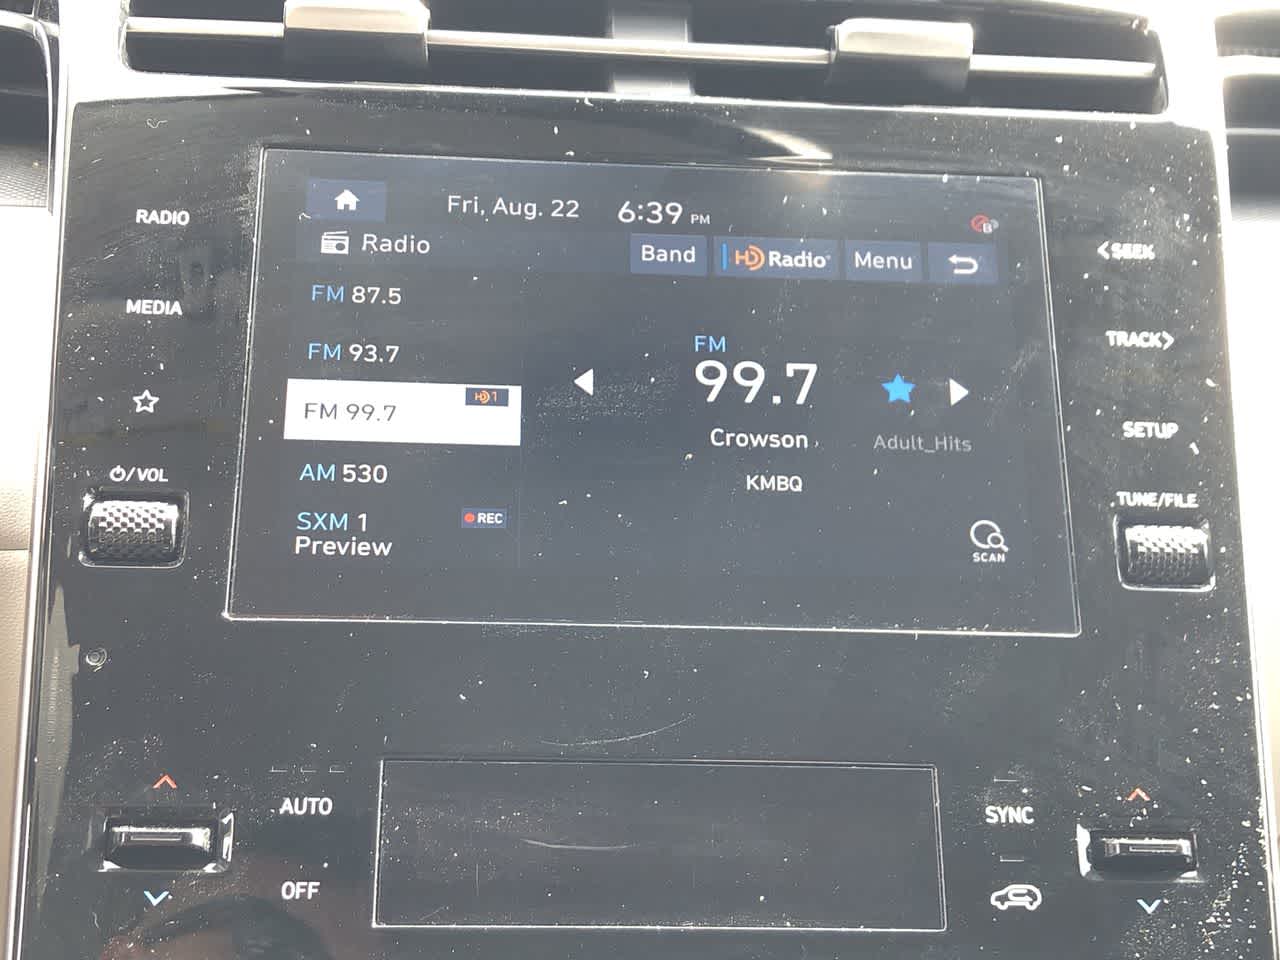 Fri, Aug. 22 6:39 PM
B
Radio
Band HD Radio Menu
RADIO
MEDIA
⏻/VOL
FM 87.5
FM 93.7
FM 99.7 HD1
AM 530
SXM 1 REC
Preview
FM
99.7
Crowson
Adult_Hits
KMBQ
SCAN
<SEEK
TRACK>
SETUP
TUNE/FILE
AUTO
OFF
SYNC